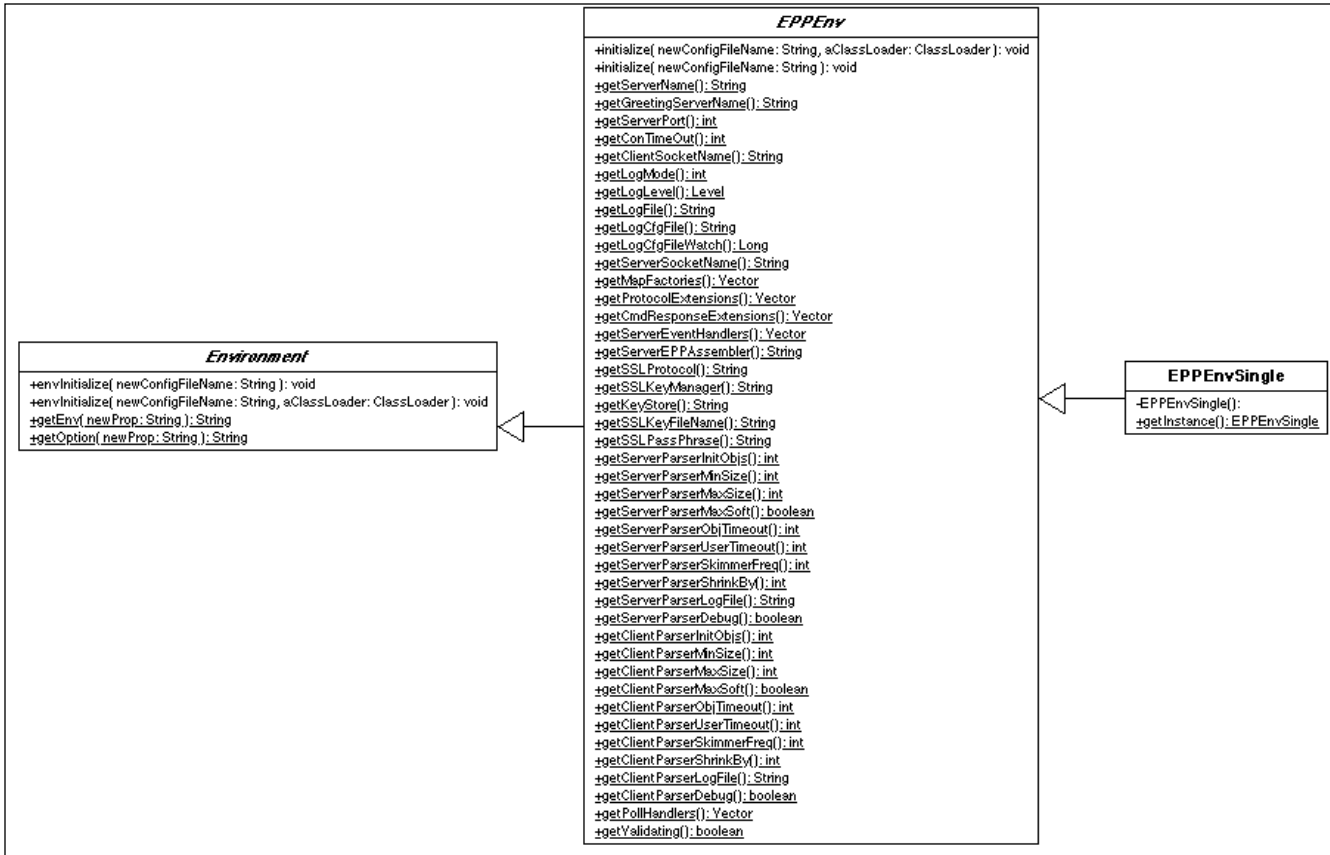 EPPEnv
+initialize( newConfigFileName: String, aClassLoader: ClassLoader ): void
+initialize( newConfigFileName: String ): void
+getServerName(): String
+getGreetingServerName(): String
+getServerPort(): int
+getConTimeOut(): int
+getClientSocketName(): String
+getLogMode(): int
+getLogLevel(): Level
+getLogFile(): String
+getLogCfgFile(): String
+getLogCfgFileWatch(): Long
+getServerSocketName(): String
+getMapFactories(): Vector
+getProtocolExtensions(): Vector
+getCmdResponseExtensions(): Vector
+getServerEventHandlers(): Vector
+getServerEPPAssembler(): String
+getSSLProtocol(): String
+getSSLKeyManager(): String
+getKeyStore(): String
+getSSLKeyFileName(): String
+getSSLPassPhrase(): String
+getServerParserInitObjs(): int
+getServerParserMinSize(): int
+getServerParserMaxSize(): int
+getServerParserMaxSoft(): boolean
+getServerParserObjTimeout(): int
+getServerParserUserTimeout(): int
+getServerParserSkimmerFreq(): int
+getServerParserShrinkBy(): int
+getServerParserLogFile(): String
+getServerParserDebug(): boolean
+getClientParserInitObjs(): int
+getClientParserMinSize(): int
+getClientParserMaxSize(): int
+getClientParserMaxSoft(): boolean
+getClientParserObjTimeout(): int
+getClientParserUserTimeout(): int
+getClientParserSkimmerFreq(): int
+getClientParserShrinkBy(): int
+getClientParserLogFile(): String
+getClientParserDebug(): boolean
+getPollHandlers(): Vector
+getValidating(): boolean
Environment
+envInitialize( newConfigFileName: String ): void
+envInitialize( newConfigFileName: String, aClassLoader: ClassLoader ): void
+getEnv( newProp: String ): String
+getOption( newProp: String ): String
EPPEnvSingle
-EPPEnvSingle():
+getInstance(): EPPEnvSingle